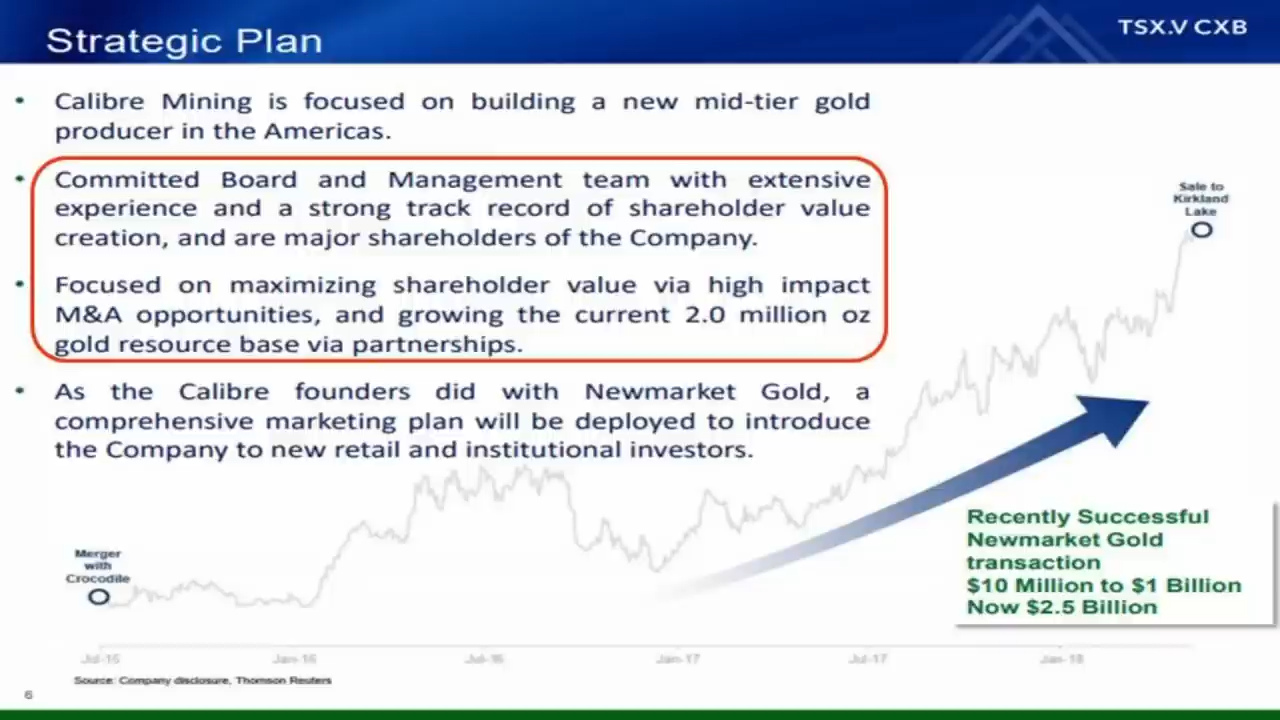 Strategic Plan
TSX.V CXB
• Calibre Mining is focused on building a new mid-tier gold
producer in the Americas.
• Committed Board and Management team with extensive
experience and a strong track record of shareholder value
creation, and are major shareholders of the Company.
• Focused on maximizing shareholder value via high impact
M&A opportunities, and growing the current 2.0 million oz
gold resource base via partnerships.
• As the Calibre founders did with Newmarket Gold, a
comprehensive marketing plan will be deployed to introduce
the Company to new retail and institutional investors.
Sale to
Kirkland
Lake
Merger
with
Crocodile
Recently Successful
Newmarket Gold
transaction
$10 Million to $1 Billion
Now $2.5 Billion
Jul-15 Jan-16 Jul-16 Jan-17 Jul-17 Jan-18
Source: Company disclosure, Thomson Reuters
6